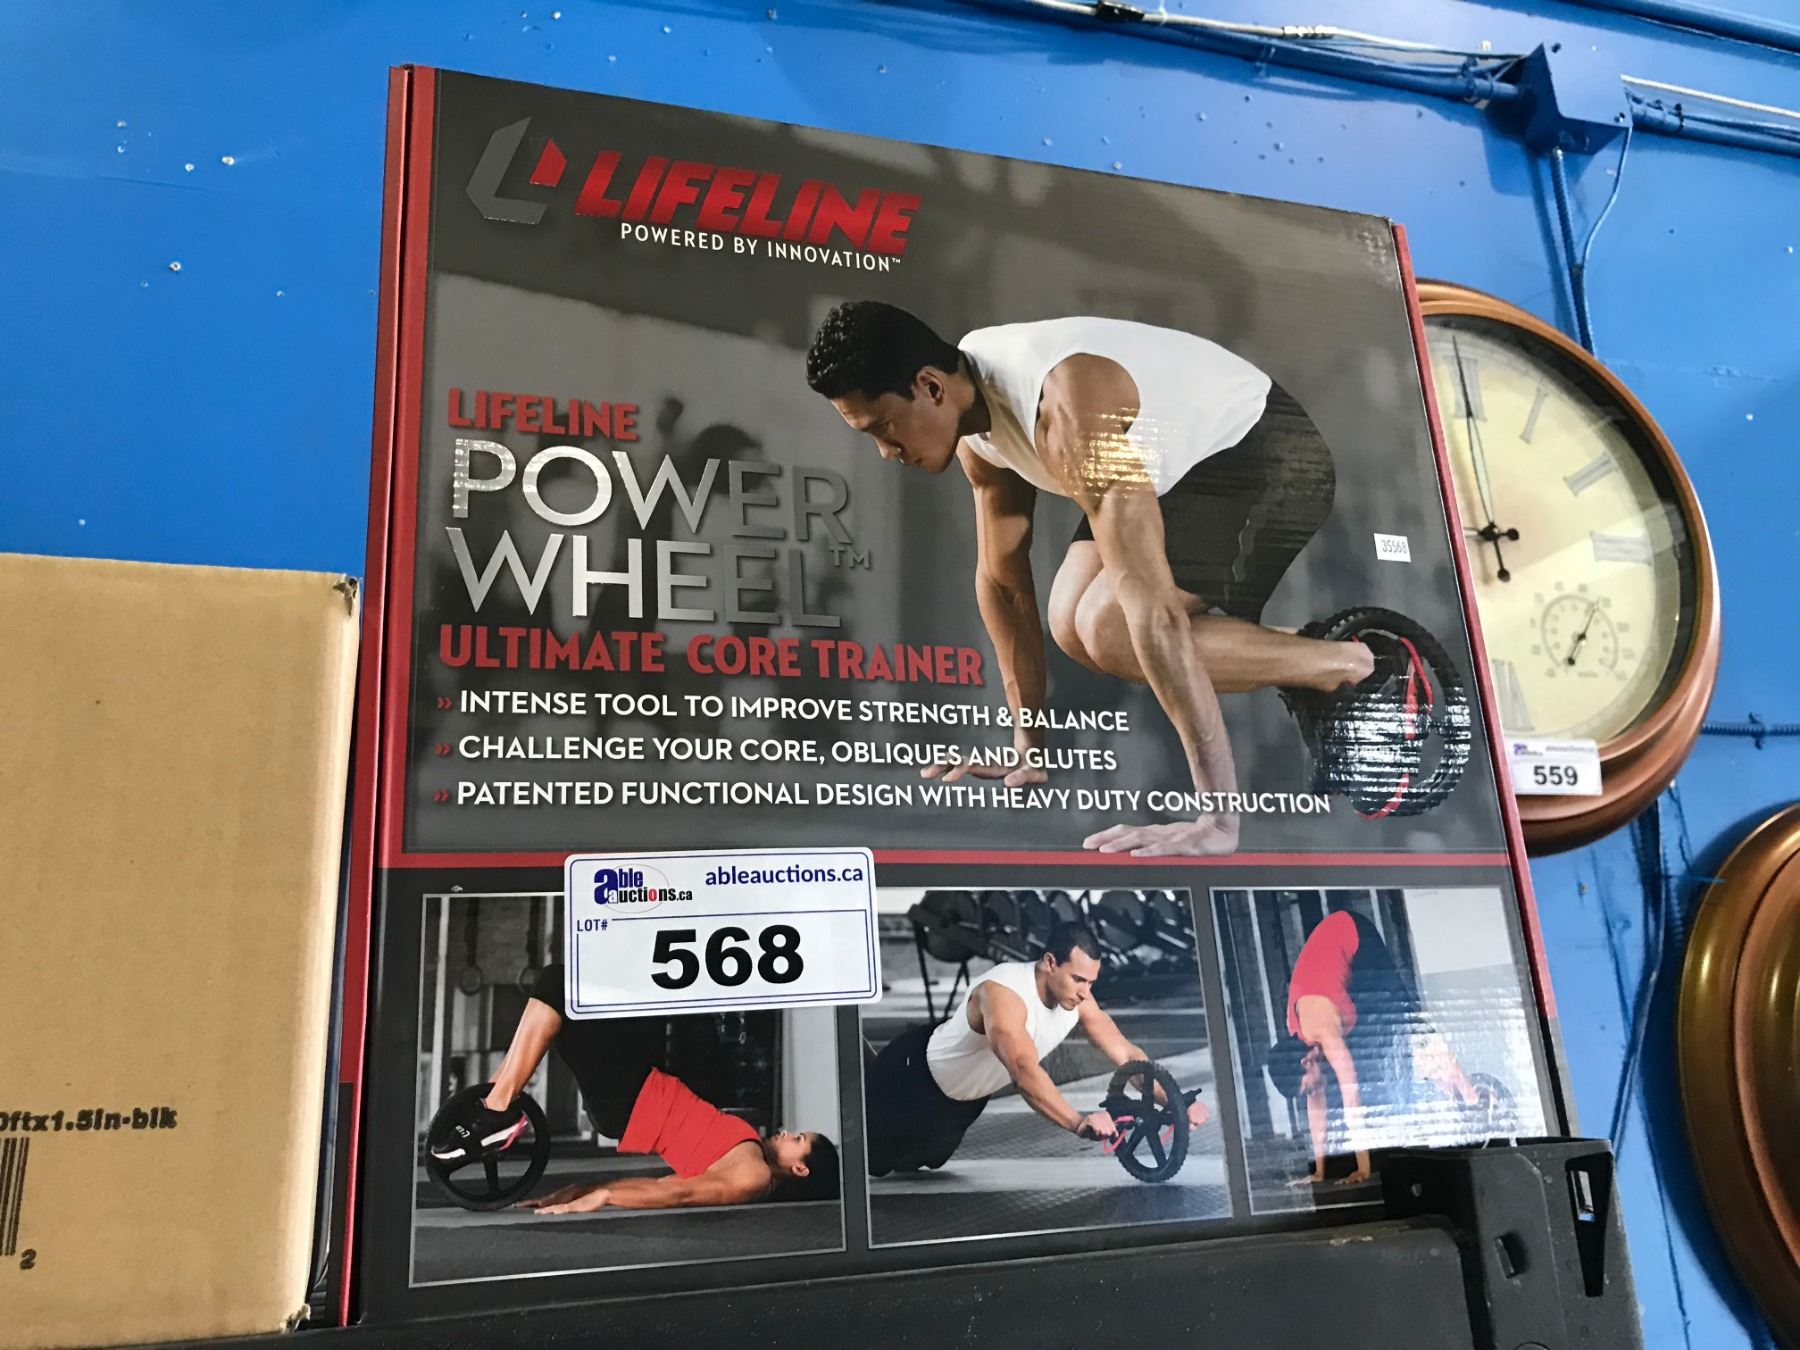 LIFELINE
POWERED BY INNOVATION™
LIFELINE
POWER
WHEEL™
ULTIMATE CORE TRAINER
» INTENSE TOOL TO IMPROVE STRENGTH & BALANCE
» CHALLENGE YOUR CORE, OBLIQUES AND GLUTES
» PATENTED FUNCTIONAL DESIGN WITH HEAVY DUTY CONSTRUCTION
35568
able auctions.ca
ableauctions.ca
LOT#
568
559
0ftx1.5in-blk
2